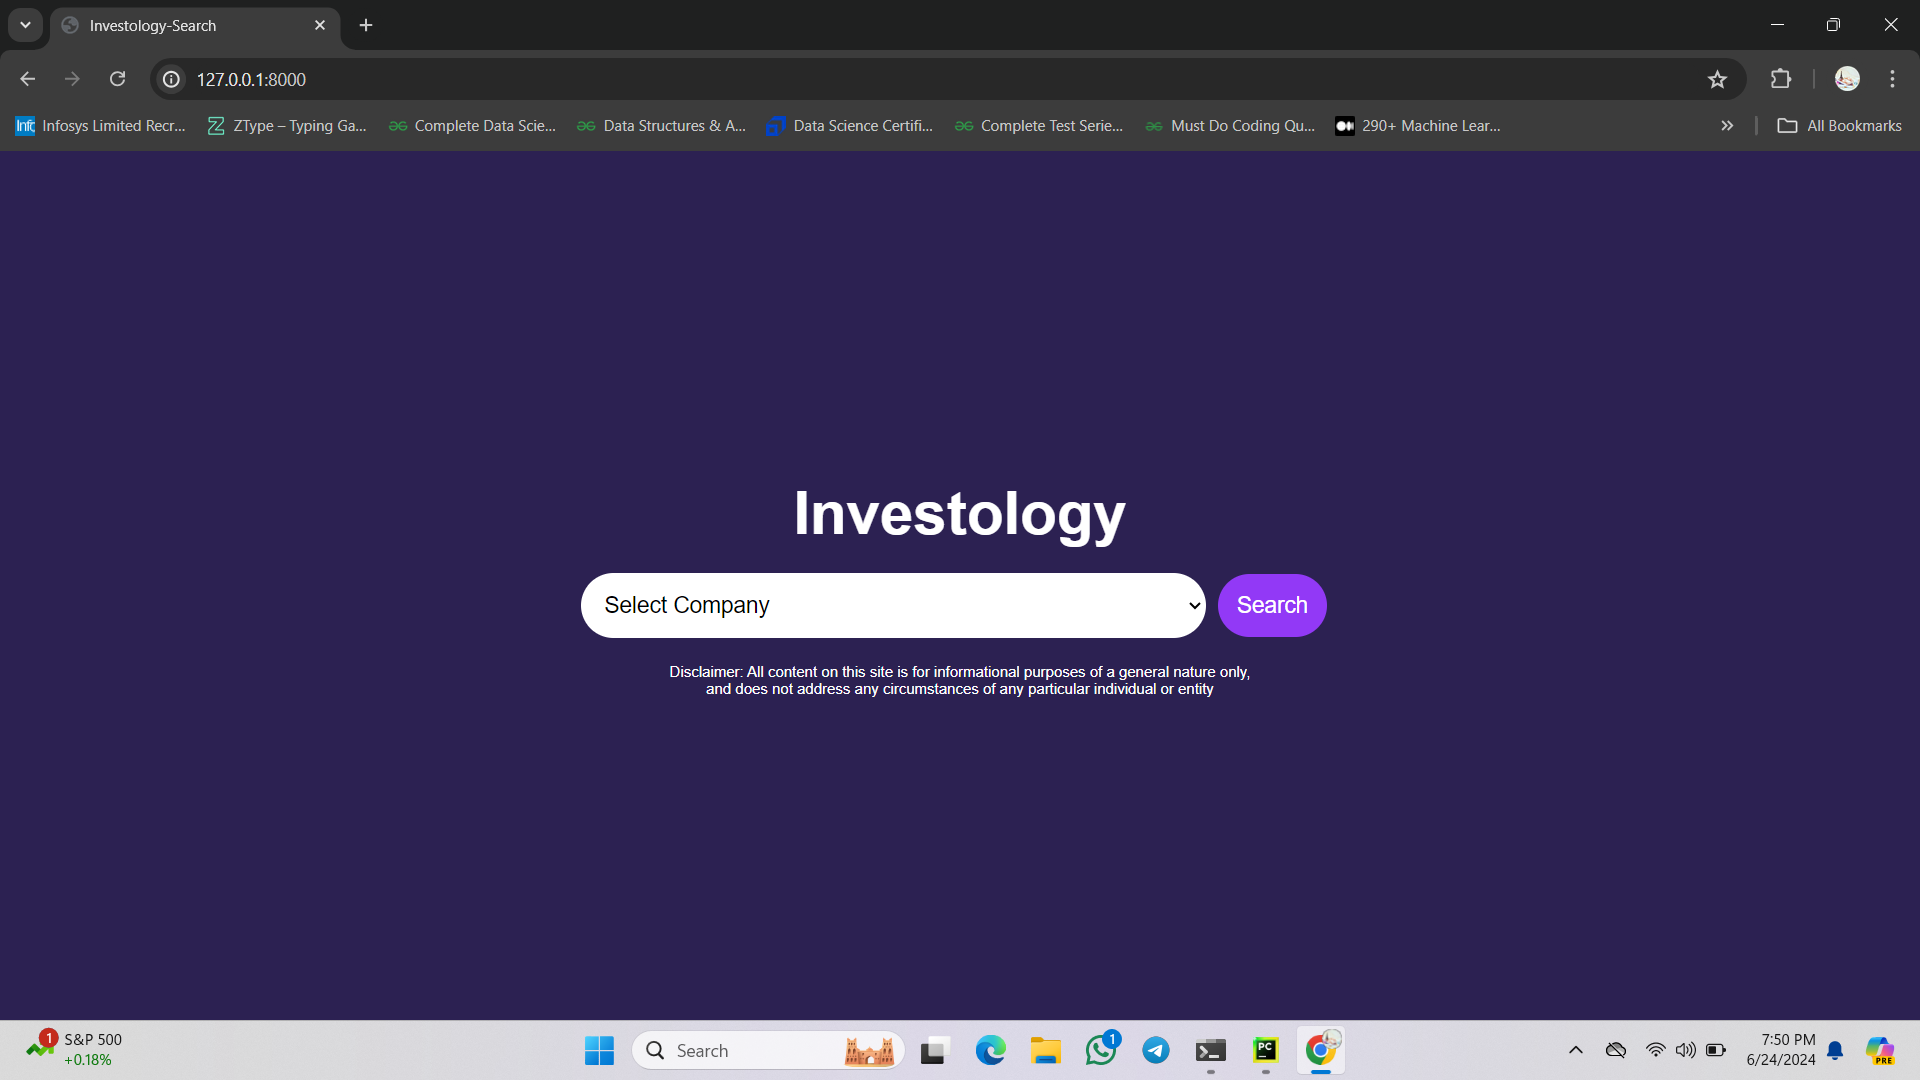 Investology-Search
127.0.0.1:8000
Infosys Limited Recr...
ZType – Typing Ga...
Complete Data Scie...
Data Structures & A...
Data Science Certifi...
Complete Test Serie...
Must Do Coding Qu...
290+ Machine Lear...
All Bookmarks
Investology
Select Company
Search
Disclaimer: All content on this site is for informational purposes of a general nature only,
and does not address any circumstances of any particular individual or entity
1
S&P 500
+0.18%
Search
1
PC
7:50 PM
6/24/2024
PRE